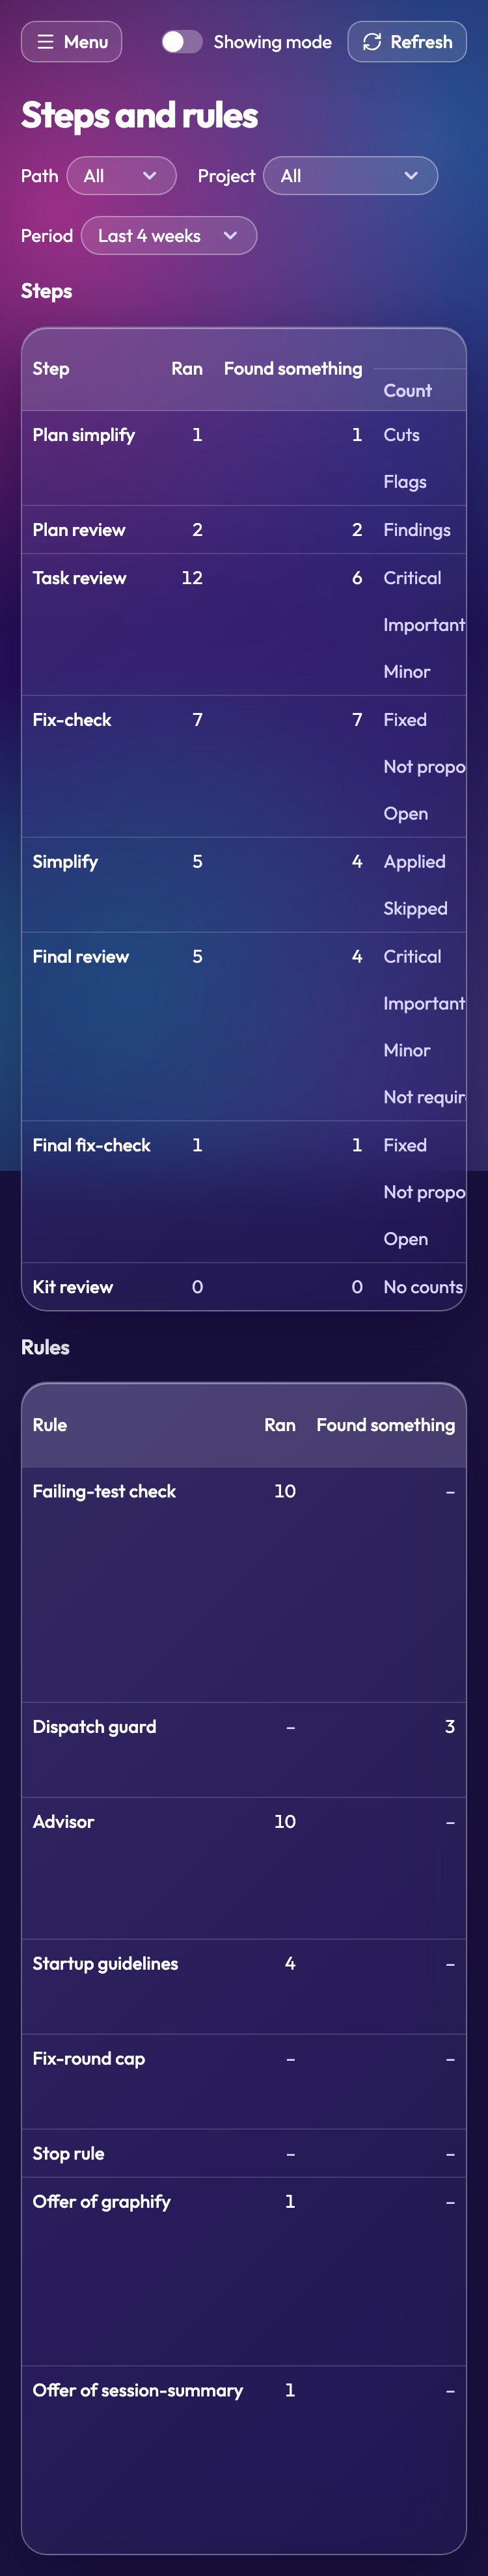 Menu Showing mode Refresh
Steps and rules
Path All Project All
Period Last 4 weeks
Steps
Step Ran Found something
Count
Plan simplify 1 1 Cuts
Flags
Plan review 2 2 Findings
Task review 12 6 Critical
Important
Minor
Fix-check 7 7 Fixed
Not propo
Open
Simplify 5 4 Applied
Skipped
Final review 5 4 Critical
Important
Minor
Not requir
Final fix-check 1 1 Fixed
Not propo
Open
Kit review 0 0 No counts
Rules
Rule Ran Found something
Failing-test check 10 –
Dispatch guard – 3
Advisor 10 –
Startup guidelines 4 –
Fix-round cap – –
Stop rule – –
Offer of graphify 1 –
Offer of session-summary 1 –